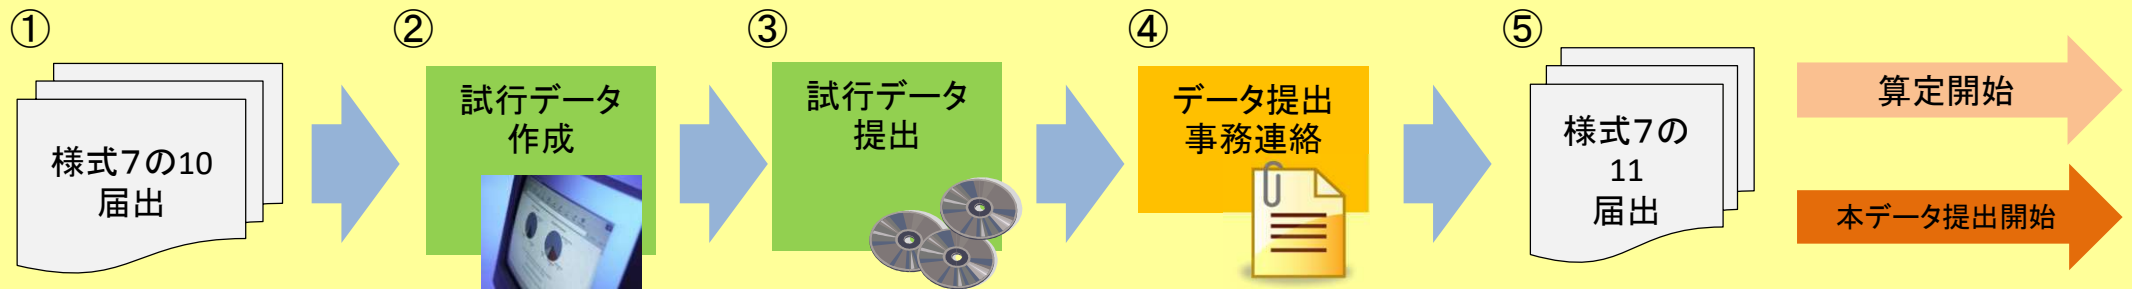 ①
様式7の10
届出
②
試行データ
作成
③
試行データ
提出
④
データ提出
事務連絡
⑤
様式7の
11
届出
算定開始
本データ提出開始